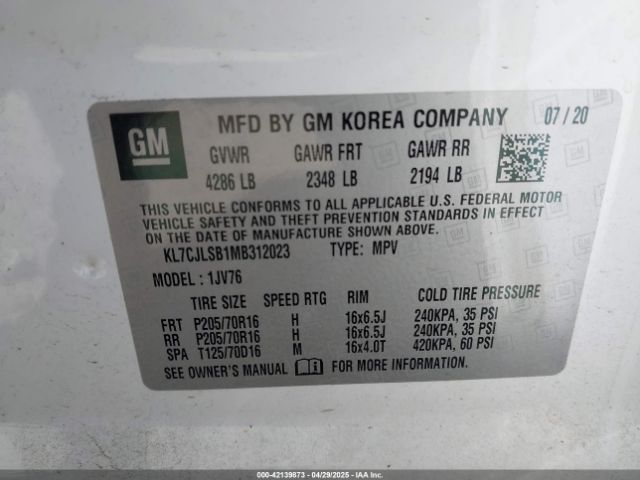 GM
MFD BY GM KOREA COMPANY 07/20
GVWR GAWR FRT GAWR RR
4286 LB 2348 LB 2194 LB
THIS VEHICLE CONFORMS TO ALL APPLICABLE U.S. FEDERAL MOTOR
VEHICLE SAFETY AND THEFT PREVENTION STANDARDS IN EFFECT
ON THE DATE OF MANUFACTURE SHOWN ABOVE.
KL7CJLSB1MB312023 TYPE: MPV
MODEL : 1JV76
TIRE SIZE SPEED RTG RIM COLD TIRE PRESSURE
FRT P205/70R16 H 16x6.5J 240KPA, 35 PSI
RR P205/70R16 H 16x6.5J 240KPA, 35 PSI
SPA T125/70D16 M 16x4.0T 420KPA, 60 PSI
SEE OWNER'S MANUAL FOR MORE INFORMATION.
IAAI: 000-42139873 | 04/29/2025 | IAA Inc.